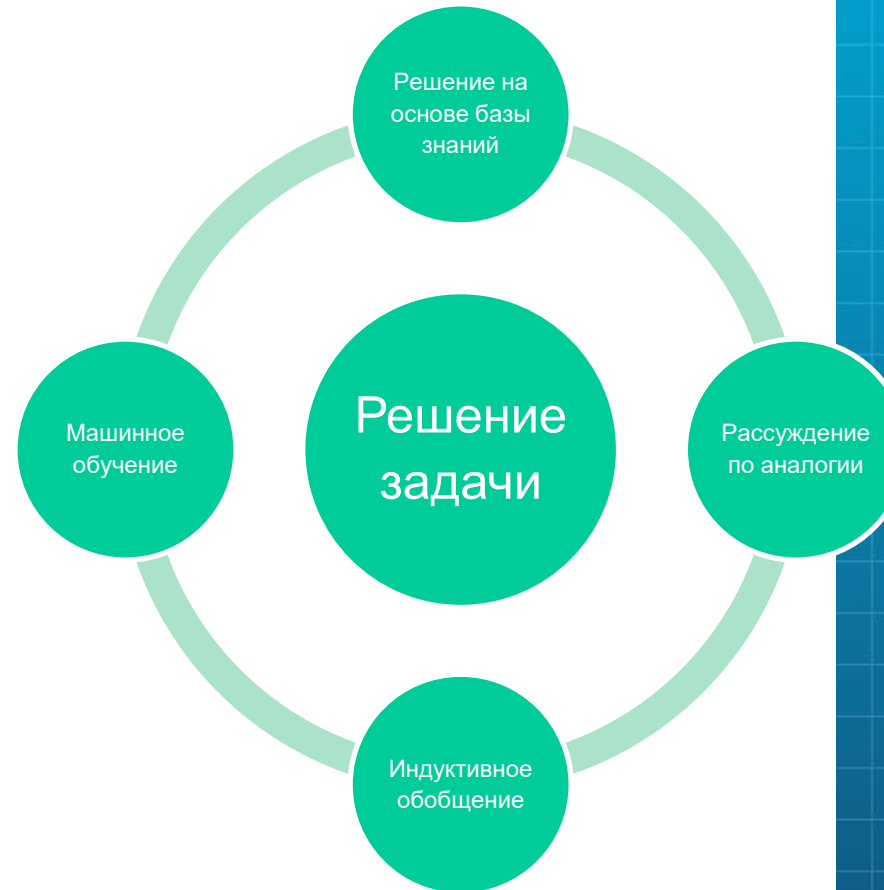 Решение на
основе базы
знаний
Решение
задачи
Машинное
обучение
Рассуждение
по аналогии
Индуктивное
обобщение